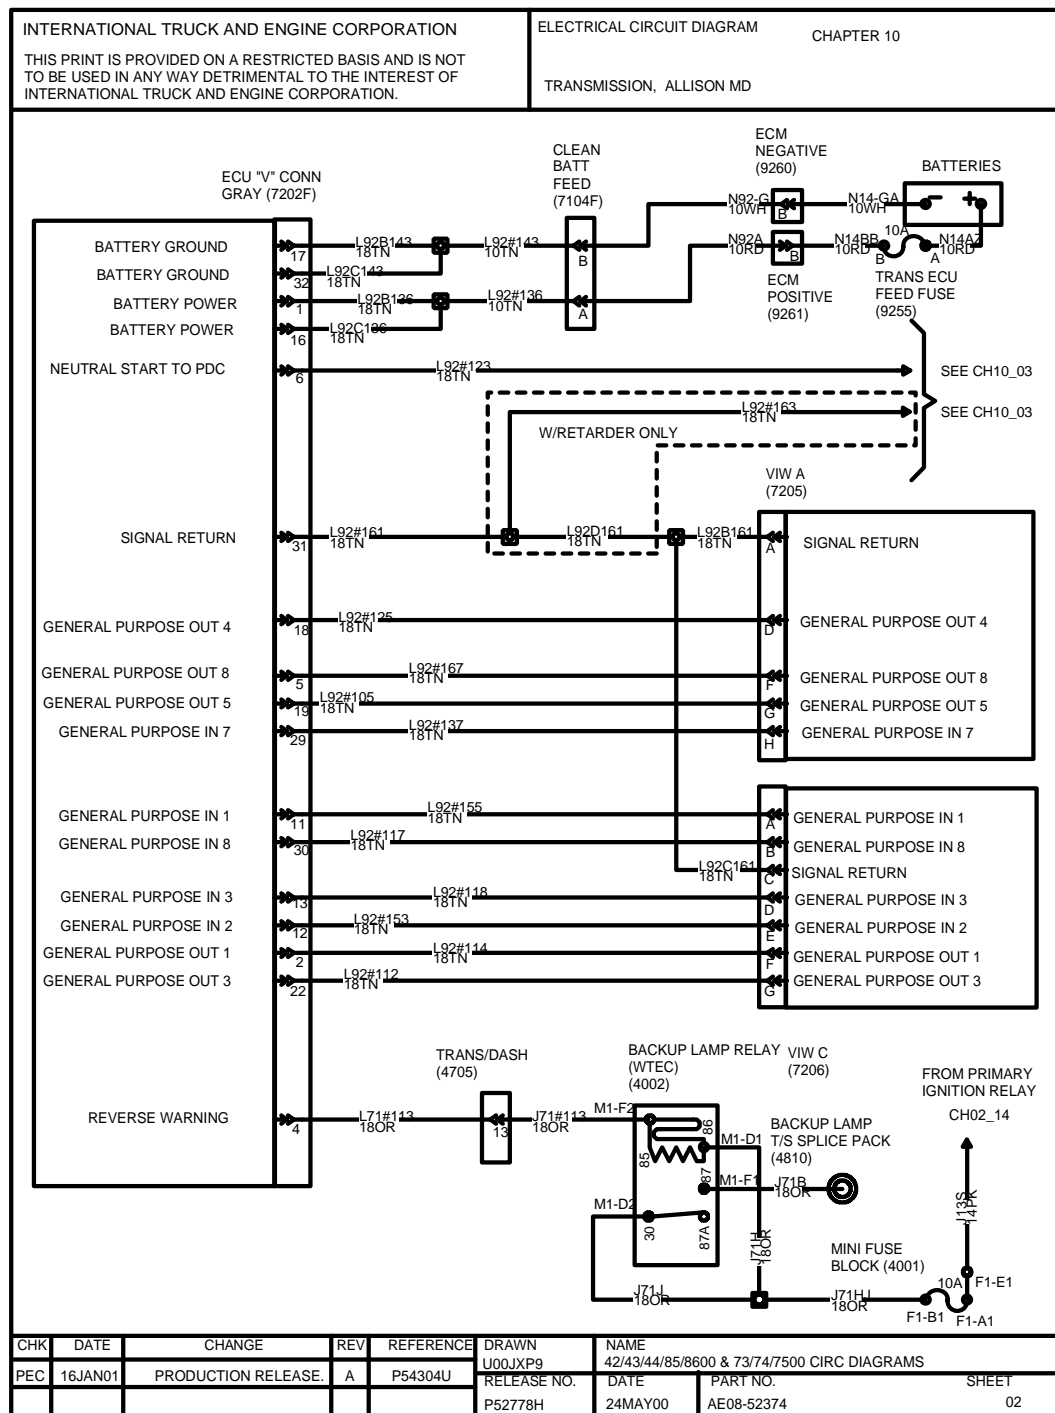 INTERNATIONAL TRUCK AND ENGINE CORPORATION
THIS PRINT IS PROVIDED ON A RESTRICTED BASIS AND IS NOT
TO BE USED IN ANY WAY DETRIMENTAL TO THE INTEREST OF
INTERNATIONAL TRUCK AND ENGINE CORPORATION.
ELECTRICAL CIRCUIT DIAGRAM
CHAPTER 10
TRANSMISSION, ALLISON MD
ECU "V" CONN
GRAY (7202F)
CLEAN
BATT
FEED
(7104F)
ECM
NEGATIVE
(9260)
BATTERIES
N92-G
10WH
B
N14-GA
10WH
- +
N92A
10RD
B
N14BB
10RD
B
10A
A
N14AZ
10RD
ECM
POSITIVE
(9261)
TRANS ECU
FEED FUSE
(9255)
BATTERY GROUND
17
L92B143
18TN
L92#143
10TN
B
BATTERY GROUND
32
L92C143
18TN
BATTERY POWER
1
L92B136
18TN
L92#136
10TN
A
BATTERY POWER
16
L92C136
18TN
NEUTRAL START TO PDC
6
L92#123
18TN
SEE CH10_03
L92#163
18TN
SEE CH10_03
W/RETARDER ONLY
VIW A
(7205)
SIGNAL RETURN
31
L92#161
18TN
L92D161
18TN
L92B161
18TN
A
SIGNAL RETURN
GENERAL PURPOSE OUT 4
18
L92#125
18TN
D
GENERAL PURPOSE OUT 4
GENERAL PURPOSE OUT 8
5
L92#167
18TN
F
GENERAL PURPOSE OUT 8
GENERAL PURPOSE OUT 5
19
L92#105
18TN
G
GENERAL PURPOSE OUT 5
GENERAL PURPOSE IN 7
29
L92#137
18TN
H
GENERAL PURPOSE IN 7
GENERAL PURPOSE IN 1
11
L92#155
18TN
A
GENERAL PURPOSE IN 1
GENERAL PURPOSE IN 8
30
L92#117
18TN
B
GENERAL PURPOSE IN 8
L92C161
18TN
C
SIGNAL RETURN
GENERAL PURPOSE IN 3
13
L92#118
18TN
D
GENERAL PURPOSE IN 3
GENERAL PURPOSE IN 2
12
L92#153
18TN
E
GENERAL PURPOSE IN 2
GENERAL PURPOSE OUT 1
2
L92#114
18TN
F
GENERAL PURPOSE OUT 1
GENERAL PURPOSE OUT 3
22
L92#112
18TN
G
GENERAL PURPOSE OUT 3
TRANS/DASH
(4705)
BACKUP LAMP RELAY
(WTEC)
(4002)
VIW C
(7206)
FROM PRIMARY
IGNITION RELAY
CH02_14
REVERSE WARNING
4
L71#113
18OR
13
J71#113
18OR
M1-F2
86
85
M1-D1
BACKUP LAMP
T/S SPLICE PACK
(4810)
87
M1-F1
J71B
18OR
M1-D2
30
87A
J71H
18OR
J13S
14PK
MINI FUSE
BLOCK (4001)
J71J
18OR
J71HJ
18OR
10A
F1-E1
F1-B1
F1-A1
CHK DATE CHANGE REV REFERENCE
PEC 16JAN01 PRODUCTION RELEASE. A P54304U
DRAWN
U00JXP9
NAME
42/43/44/85/8600 & 73/74/7500 CIRC DIAGRAMS
RELEASE NO. DATE PART NO. SHEET
P52778H 24MAY00 AE08-52374 02